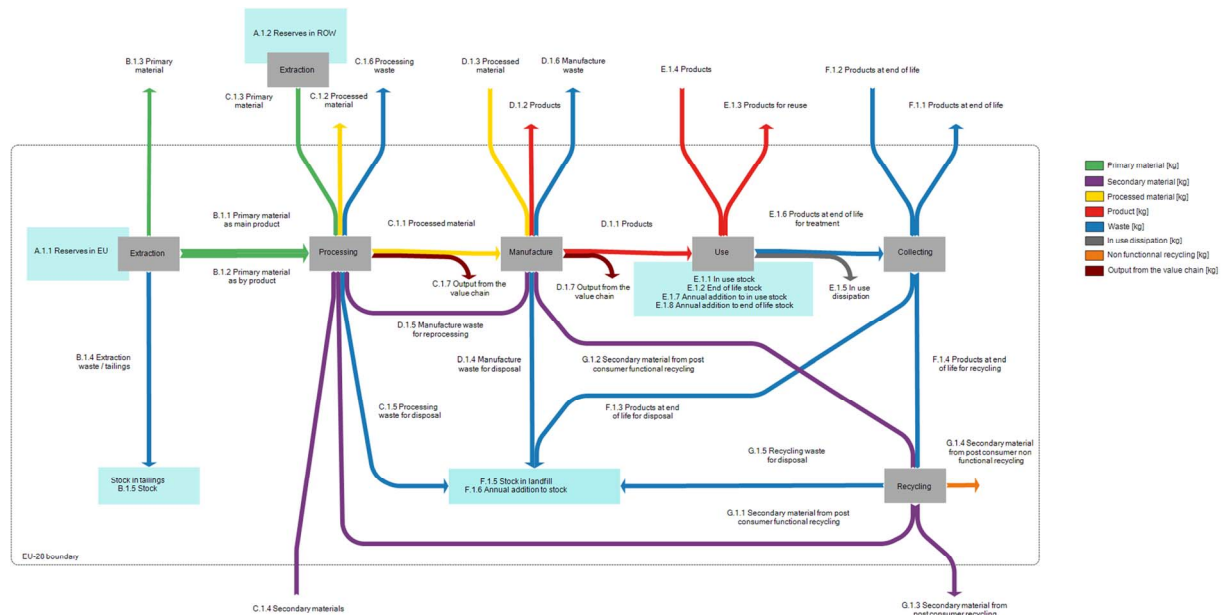 A.1.2 Reserves in ROW
Extraction
B.1.3 Primary
material
C.1.3 Primary
material
C.1.2 Processed
material
C.1.6 Processing
waste
D.1.3 Processed
material
D.1.2 Products
D.1.6 Manufacture
waste
E.1.4 Products
E.1.3 Products for reuse
F.1.2 Products at end of life
F.1.1 Products at end of life
Primary material [kg]
Secondary material [kg]
Processed material [kg]
Product [kg]
Waste [kg]
In use dissipation [kg]
Non functionnal recycling [kg]
Output from the value chain [kg]
A.1.1 Reserves in EU
Extraction
B.1.1 Primary material
as main product
B.1.2 Primary material
as by product
Processing
C.1.1 Processed material
C.1.7 Output from the
value chain
Manufacture
D.1.1 Products
D.1.7 Output from the
value chain
Use
E.1.1 In use stock
E.1.2 End of life stock
E.1.7 Annual addition to in use stock
E.1.8 Annual addition to end of life stock
E.1.6 Products at end of life
for treatment
E.1.5 In use
dissipation
Collecting
D.1.5 Manufacture waste
for reprocessing
B.1.4 Extraction
waste / tailings
D.1.4 Manufacture
waste for disposal
G.1.2 Secondary material from post
consumer functional recycling
F.1.4 Products at end
of life for recycling
C.1.5 Processing
waste for disposal
F.1.3 Products at end
of life for disposal
G.1.5 Recycling waste
for disposal
G.1.4 Secondary material
from post consumer non
functional recycling
Stock in tailings
B.1.5 Stock
F.1.5 Stock in landfill
F.1.6 Annual addition to stock
Recycling
G.1.1 Secondary material from post
consumer functional recycling
EU-28 boundary
C.1.4 Secondary materials
G.1.3 Secondary material from
post consumer recycling